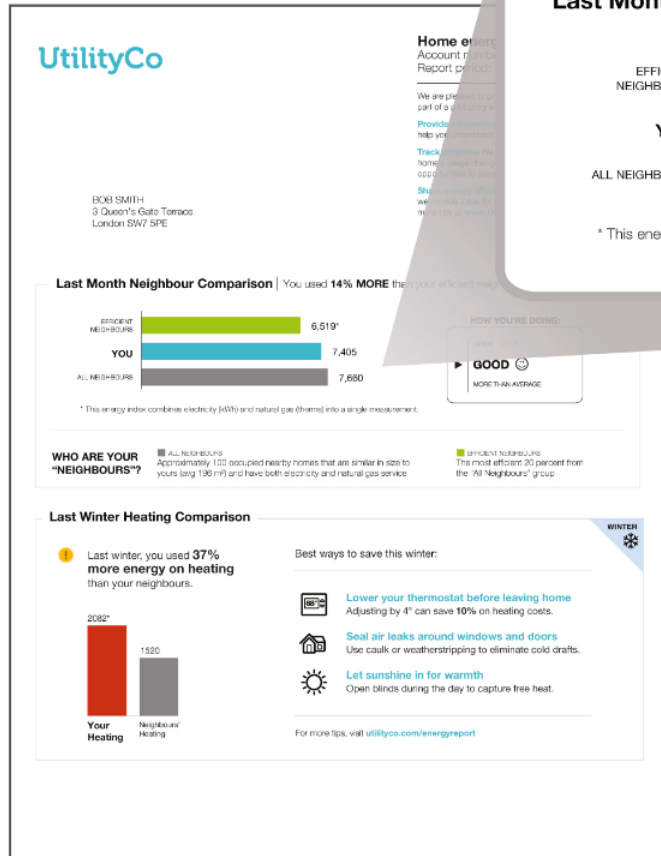 Last Mon
UtilityCo
Home energ
Account numbe
Report period:
EFFI
NEIGHB
Y
ALL NEIGHB
* This ene
We are pleased to
part of a
Provide
help you
Track
home
BOB SMITH
3 Queen's Gate Terrace
London SW7 5PE
Last Month Neighbour Comparison | You used 14% MORE than your efficient neig
EFFICIENT
NEIGHBOURS
6,519*
YOU
7,405
ALL NEIGHBOURS
7,660
HOW YOU'RE DOING:
GOOD
MORE THAN AVERAGE
* This energy index combines electricity (kWh) and natural gas (therms) into a single measurement.
WHO ARE YOUR
"NEIGHBOURS"?
ALL NEIGHBOURS
Approximately 100 occupied nearby homes that are similar in size to
yours (avg 196 m²) and have both electricity and natural gas service
EFFICIENT NEIGHBOURS
The most efficient 20 percent from
the "All Neighbours" group
Last Winter Heating Comparison
WINTER
Last winter, you used 37%
more energy on heating
than your neighbours.
2082*
1520
Your
Heating
Neighbours'
Heating
Best ways to save this winter:
Lower your thermostat before leaving home
Adjusting by 4° can save 10% on heating costs.
Seal air leaks around windows and doors
Use caulk or weatherstripping to eliminate cold drafts.
Let sunshine in for warmth
Open blinds during the day to capture free heat.
For more tips, visit utilityco.com/energyreport